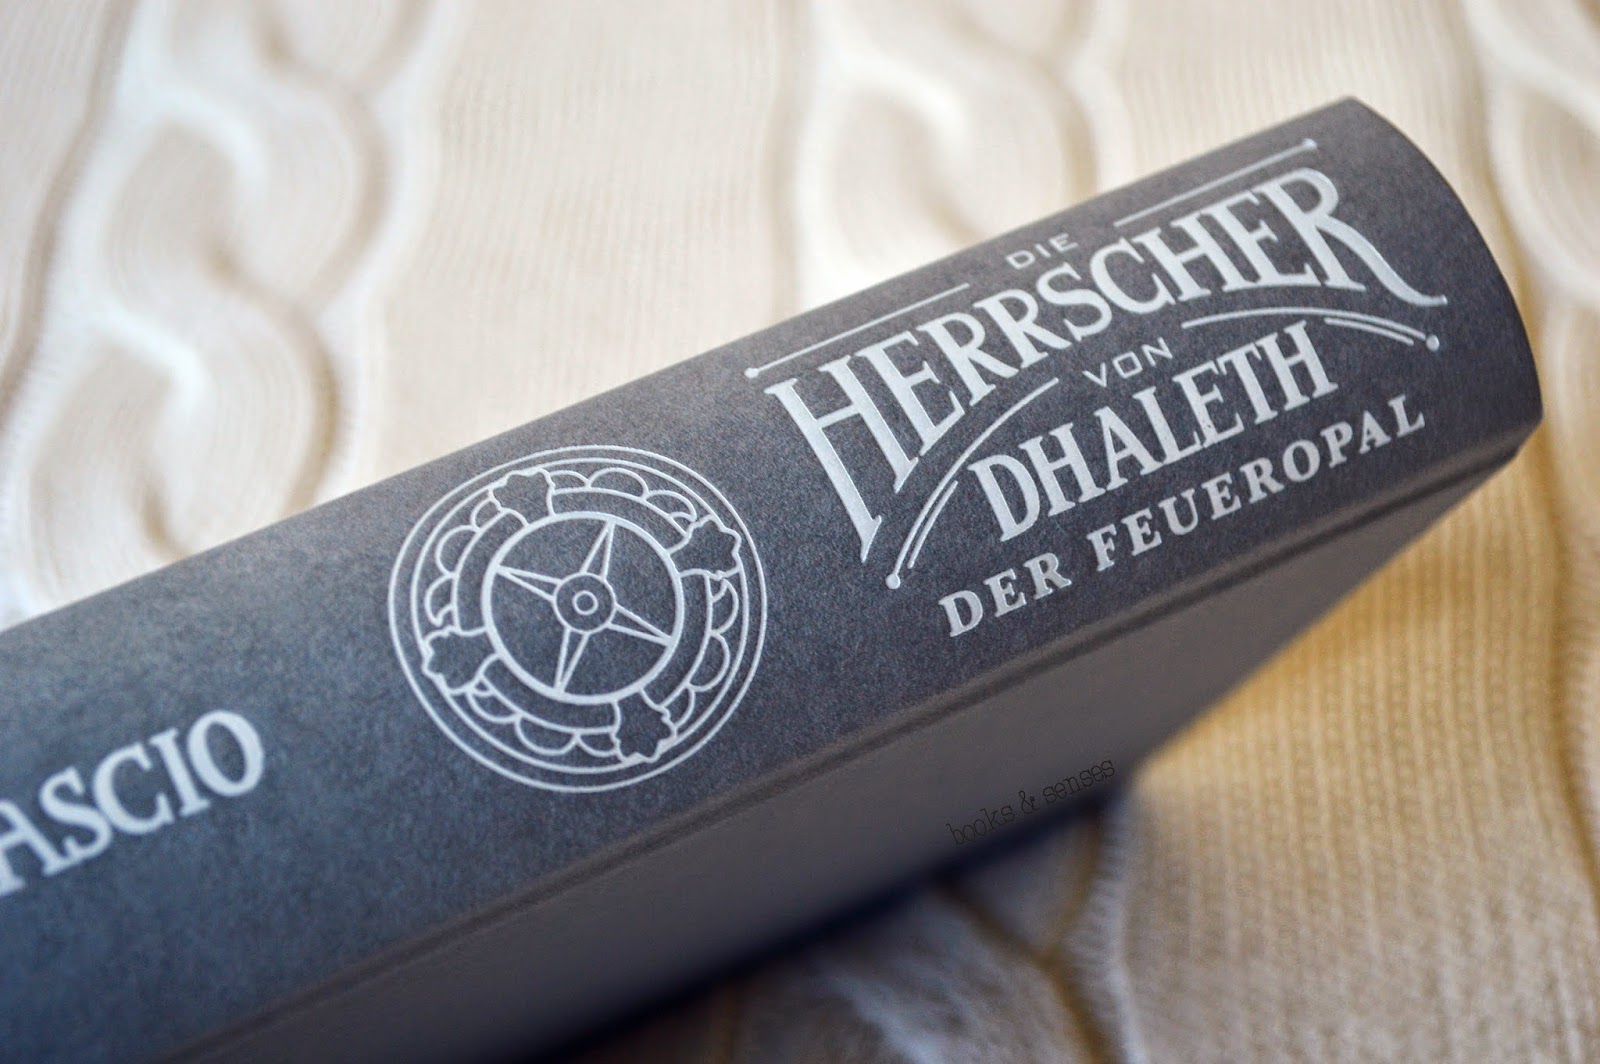 DIE
HERRSCHER
VON
DHALETH
DER FEUEROPAL
ASCIO
books & senses